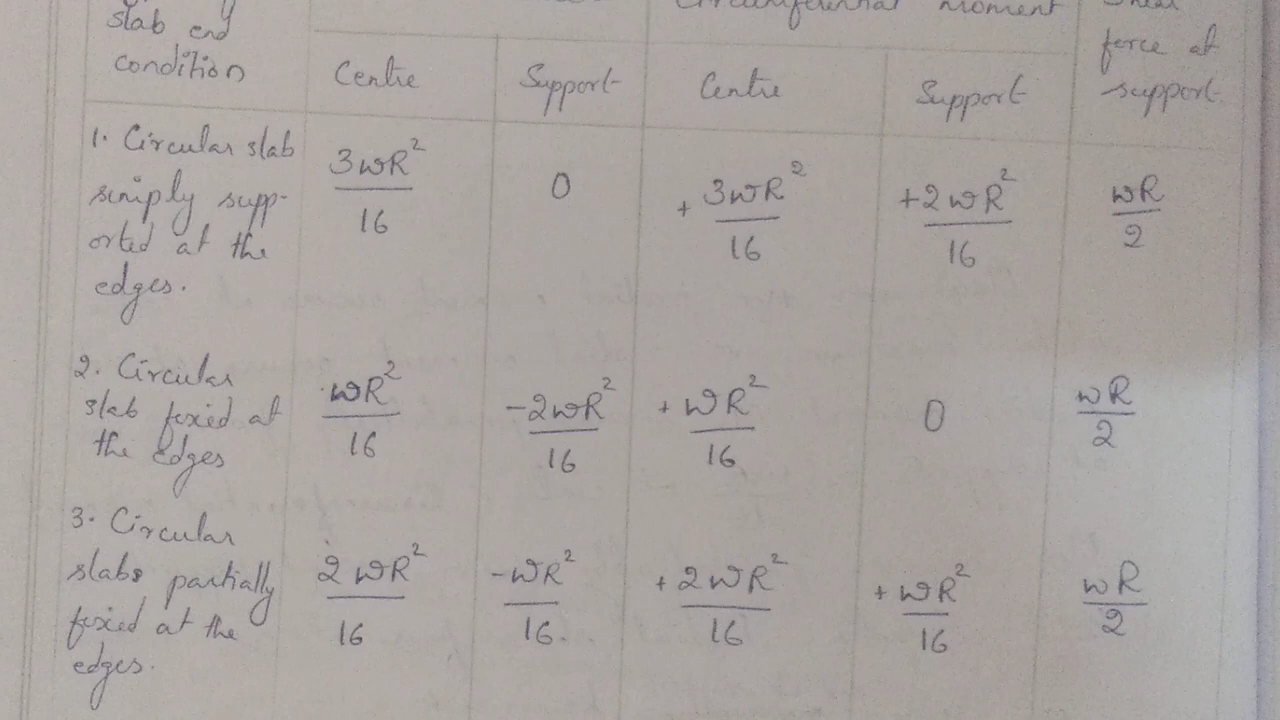 slab end
condition
Circumferential moment
force at
support.
Centre
Support
Centre
Support
1. Circular slab
simply supp-
orted at the
edges.
3wR²/16
0
+ 3wR²/16
+2wR²/16
wR/2
2. Circular
slab fixed at
the edges
wR²/16
-2wR²/16
+ wR²/16
0
wR/2
3. Circular
slabs partially
fixed at the
edges.
2wR²/16
-wR²/16.
+2wR²/16
+wR²/16
wR/2